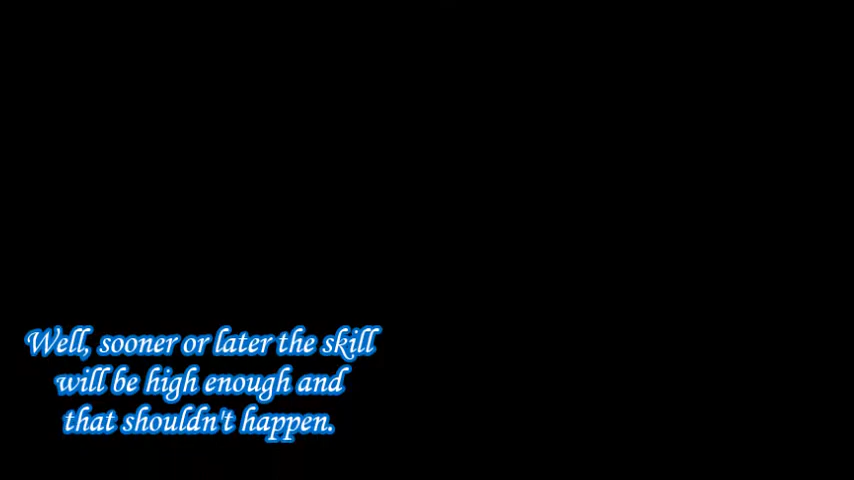 Well, sooner or later the skill
will be high enough and
that shouldn't happen.